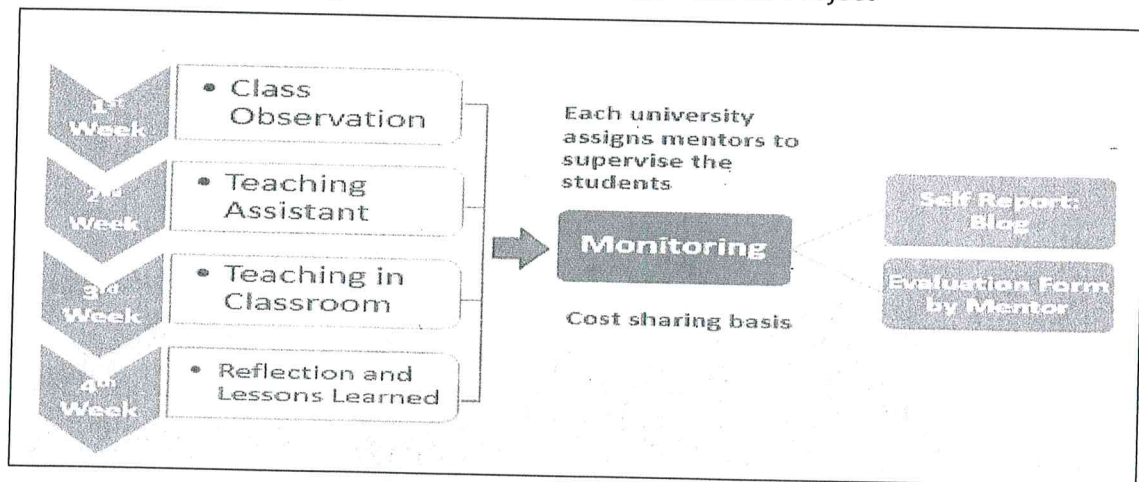 1st
Week
• Class
Observation
2nd
Week
• Teaching
Assistant
3rd
Week
• Teaching in
Classroom
4th
Week
• Reflection and
Lessons Learned
Each university
assigns mentors to
supervise the
students
Monitoring
Cost sharing basis
Self Report:
Blog
Evaluation Form
by Mentor